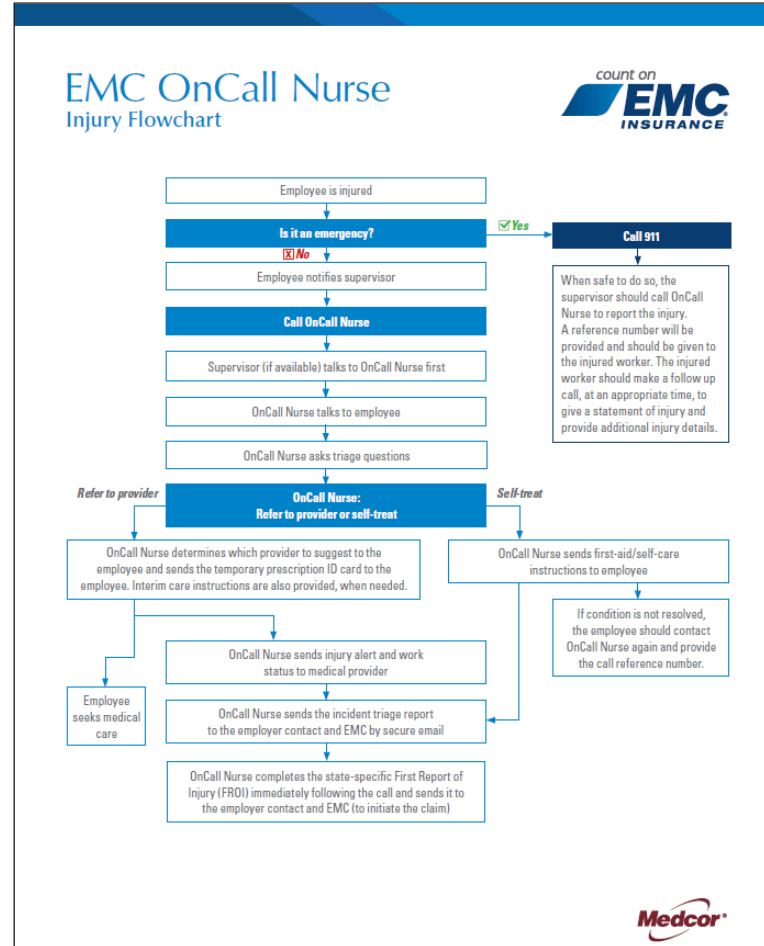 EMC OnCall Nurse
Injury Flowchart
count on
EMC
INSURANCE
Employee is injured
Is it an emergency?
Yes
Call 911
X No
Employee notifies supervisor
When safe to do so, the
supervisor should call OnCall
Nurse to report the injury.
A reference number will be
provided and should be given to
the injured worker. The injured
worker should make a follow up
call, at an appropriate time, to
give a statement of injury and
provide additional injury details.
Call OnCall Nurse
Supervisor (if available) talks to OnCall Nurse first
OnCall Nurse talks to employee
OnCall Nurse asks triage questions
Refer to provider
OnCall Nurse:
Refer to provider or self-treat
Self-treat
OnCall Nurse determines which provider to suggest to the
employee and sends the temporary prescription ID card to the
employee. Interim care instructions are also provided, when needed.
OnCall Nurse sends first-aid/self-care
instructions to employee
If condition is not resolved,
the employee should contact
OnCall Nurse again and provide
the call reference number.
OnCall Nurse sends injury alert and work
status to medical provider
Employee
seeks medical
care
OnCall Nurse sends the incident triage report
to the employer contact and EMC by secure email
OnCall Nurse completes the state-specific First Report of
Injury (FROI) immediately following the call and sends it to
the employer contact and EMC (to initiate the claim)
Medcor